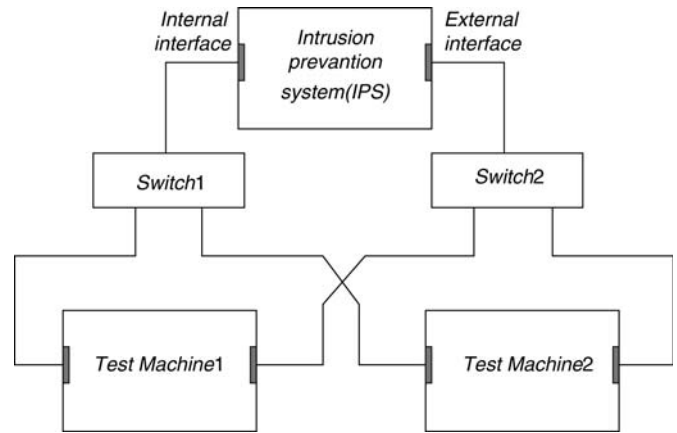 Internal
interface
Intrusion
prevantion
system(IPS)
External
interface
Switch1
Switch2
Test Machine1
Test Machine2